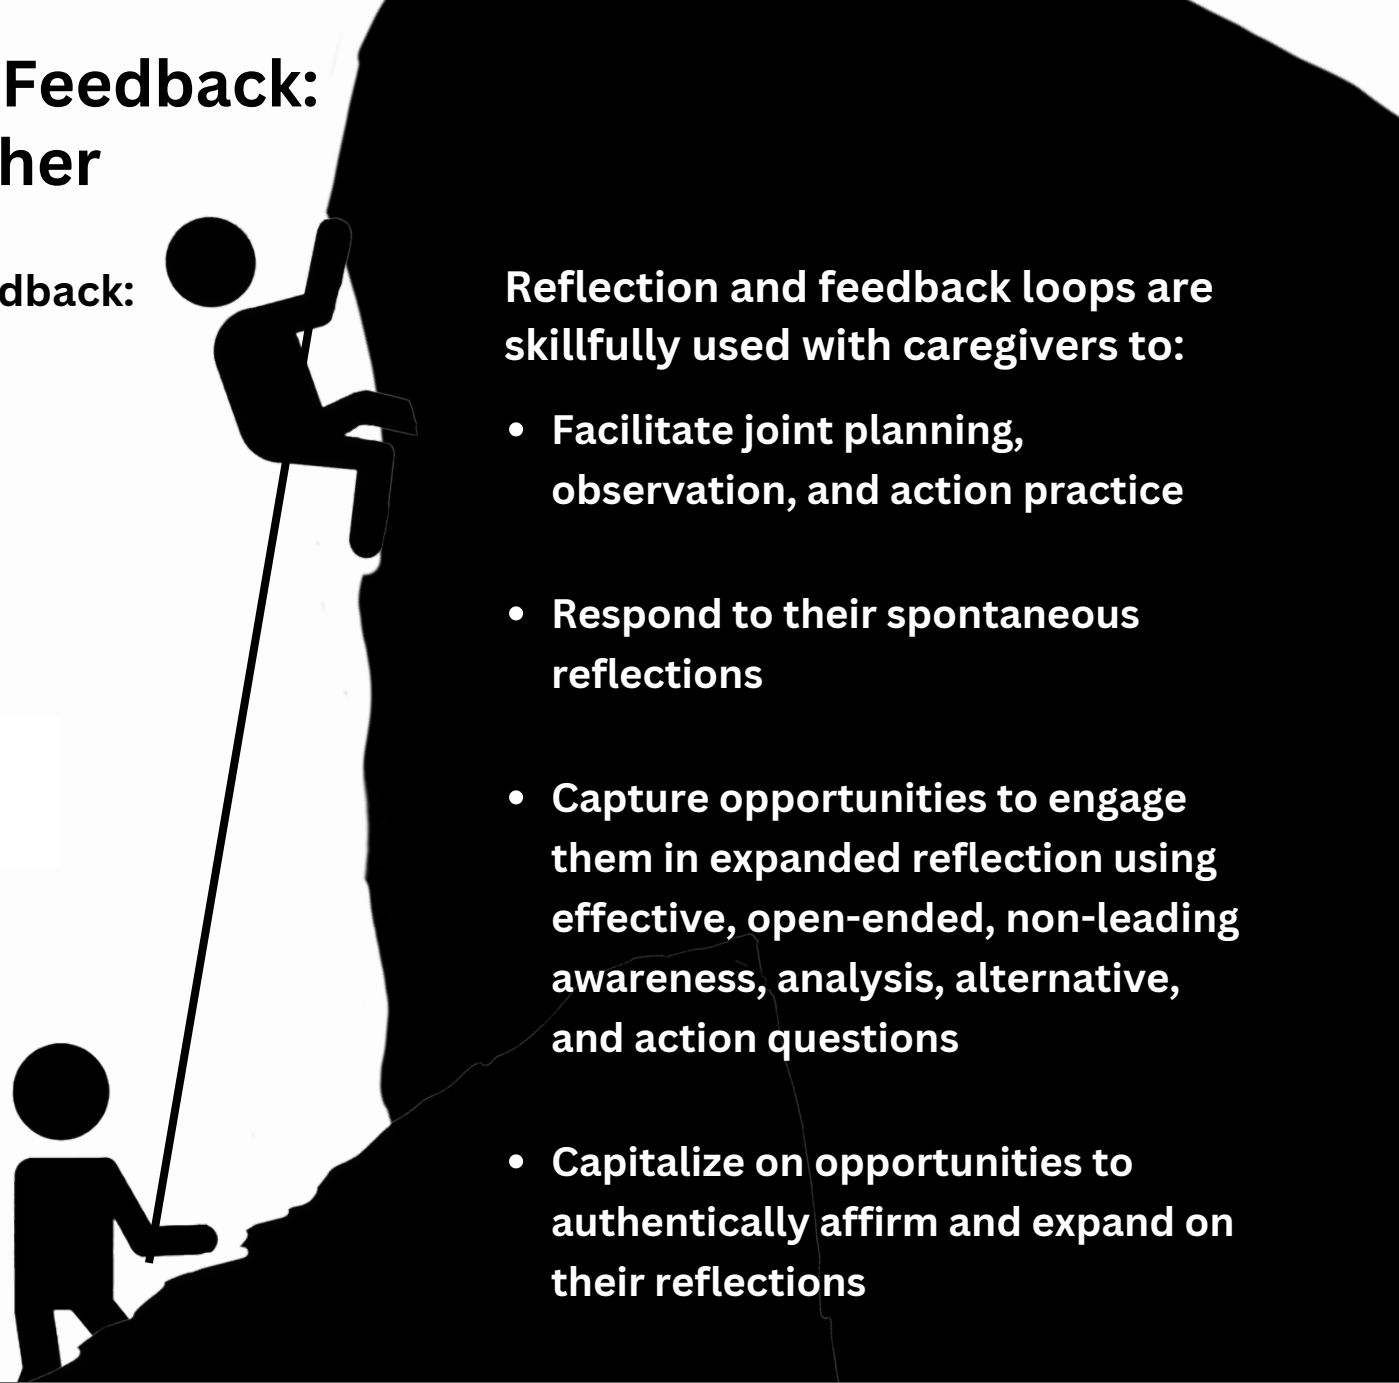 Feedback:
her
dback:
Reflection and feedback loops are
skillfully used with caregivers to:
• Facilitate joint planning,
observation, and action practice
• Respond to their spontaneous
reflections
• Capture opportunities to engage
them in expanded reflection using
effective, open-ended, non-leading
awareness, analysis, alternative,
and action questions
• Capitalize on opportunities to
authentically affirm and expand on
their reflections